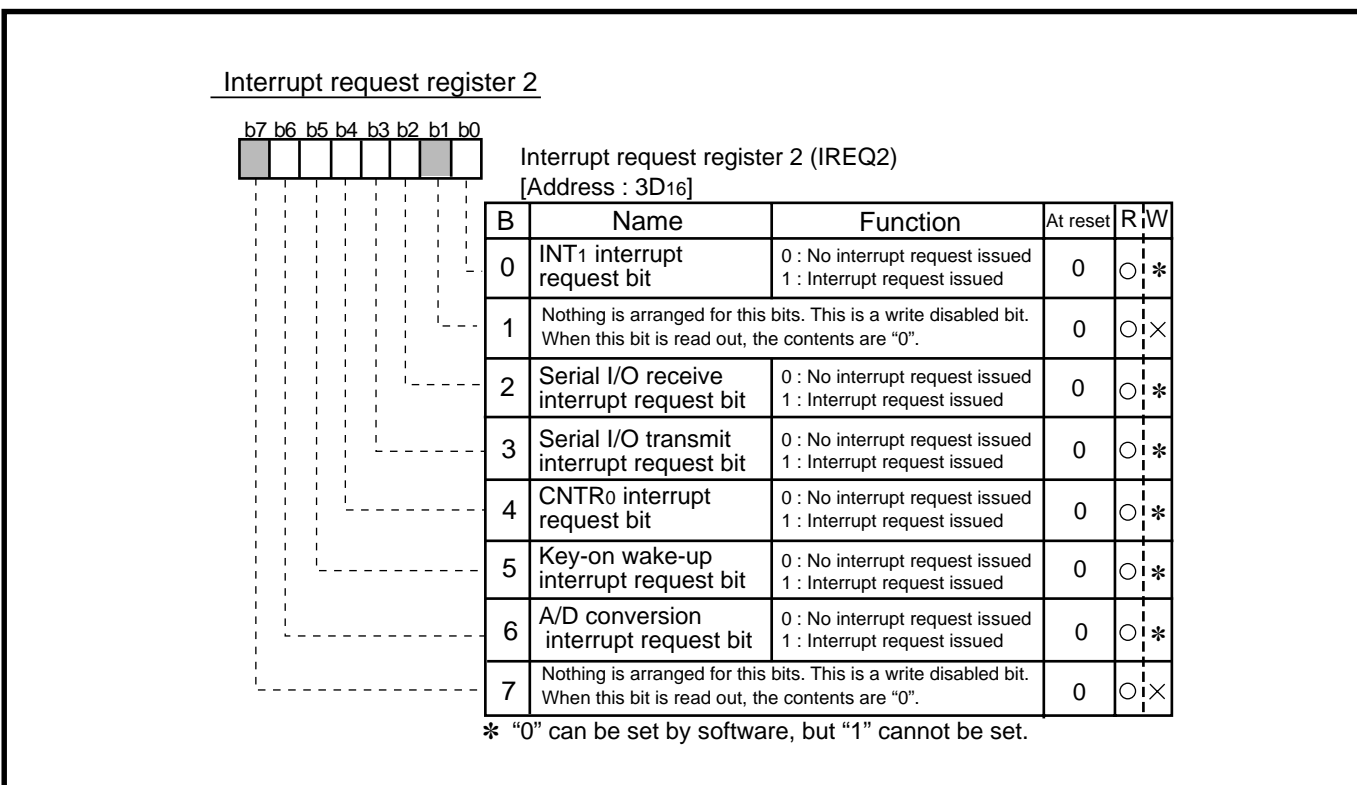 Interrupt request register 2
b7 b6 b5 b4 b3 b2 b1 b0
Interrupt request register 2 (IREQ2)
[Address : 3D16]
B Name Function At reset R W
0 INT1 interrupt request bit 0 : No interrupt request issued 0 ○ ✻
1 : Interrupt request issued
1 Nothing is arranged for this bits. This is a write disabled bit. 0 ○ ×
When this bit is read out, the contents are “0”.
2 Serial I/O receive interrupt request bit 0 : No interrupt request issued 0 ○ ✻
1 : Interrupt request issued
3 Serial I/O transmit interrupt request bit 0 : No interrupt request issued 0 ○ ✻
1 : Interrupt request issued
4 CNTR0 interrupt request bit 0 : No interrupt request issued 0 ○ ✻
1 : Interrupt request issued
5 Key-on wake-up interrupt request bit 0 : No interrupt request issued 0 ○ ✻
1 : Interrupt request issued
6 A/D conversion interrupt request bit 0 : No interrupt request issued 0 ○ ✻
1 : Interrupt request issued
7 Nothing is arranged for this bits. This is a write disabled bit. 0 ○ ×
When this bit is read out, the contents are “0”.
✻ “0” can be set by software, but “1” cannot be set.